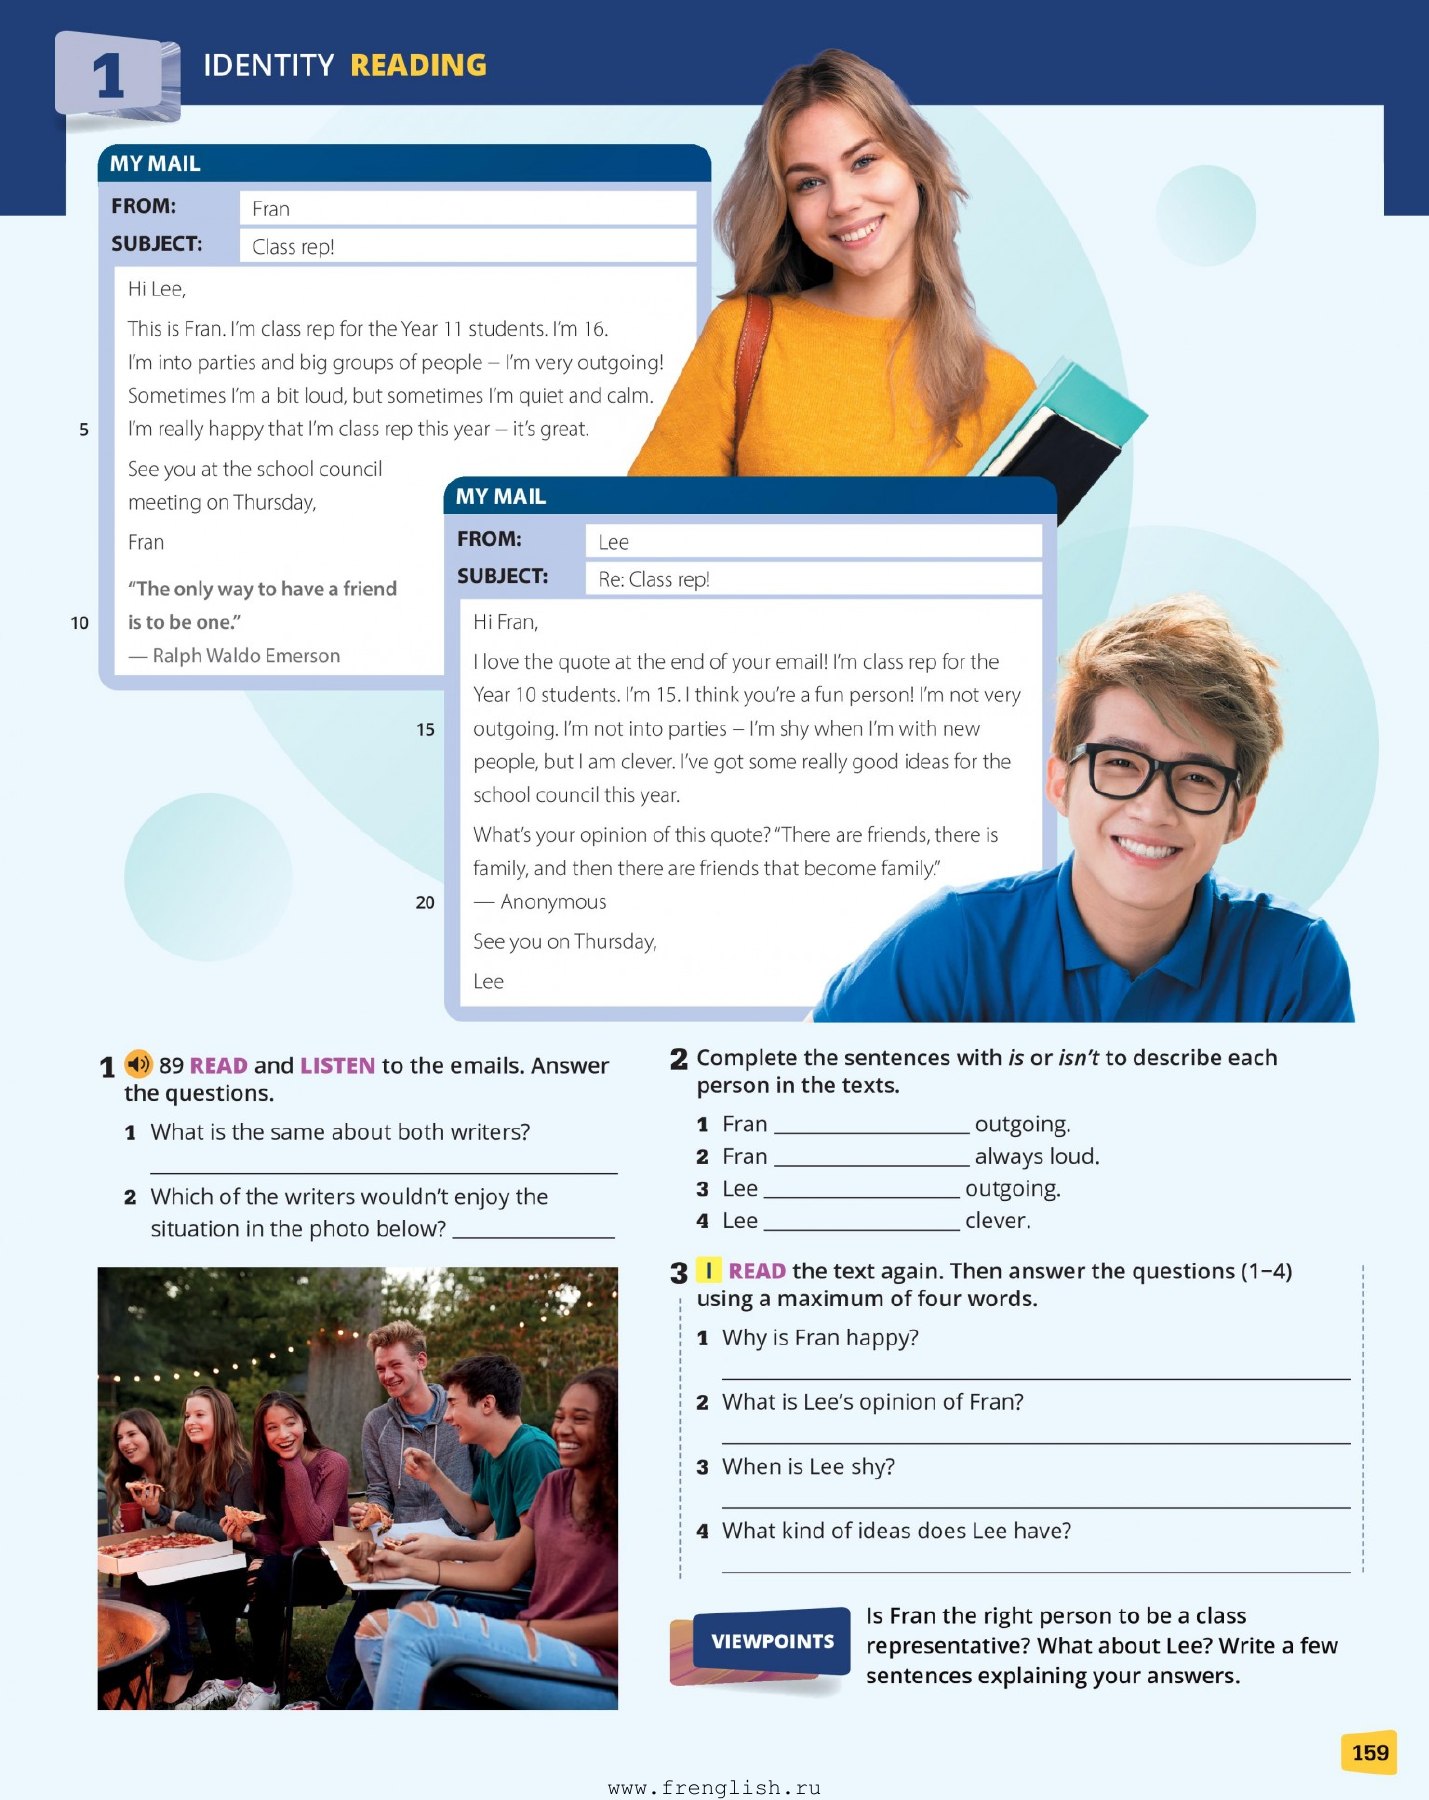 1
IDENTITY READING
MY MAIL
FROM: Fran
SUBJECT: Class rep!
Hi Lee,
This is Fran. I'm class rep for the Year 11 students. I'm 16.
I'm into parties and big groups of people – I'm very outgoing!
Sometimes I'm a bit loud, but sometimes I'm quiet and calm.
5 I'm really happy that I'm class rep this year – it's great.
See you at the school council
meeting on Thursday,
Fran
"The only way to have a friend
10 is to be one."
— Ralph Waldo Emerson
MY MAIL
FROM: Lee
SUBJECT: Re: Class rep!
Hi Fran,
I love the quote at the end of your email! I'm class rep for the
Year 10 students. I'm 15. I think you're a fun person! I'm not very
15 outgoing. I'm not into parties – I'm shy when I'm with new
people, but I am clever. I've got some really good ideas for the
school council this year.
What's your opinion of this quote? "There are friends, there is
family, and then there are friends that become family."
20 — Anonymous
See you on Thursday,
Lee
1 89 READ and LISTEN to the emails. Answer
the questions.
1 What is the same about both writers?
2 Which of the writers wouldn't enjoy the
situation in the photo below?
2 Complete the sentences with is or isn't to describe each
person in the texts.
1 Fran ________ outgoing.
2 Fran ________ always loud.
3 Lee ________ outgoing.
4 Lee ________ clever.
3 I READ the text again. Then answer the questions (1–4)
using a maximum of four words.
1 Why is Fran happy?
2 What is Lee's opinion of Fran?
3 When is Lee shy?
4 What kind of ideas does Lee have?
VIEWPOINTS
Is Fran the right person to be a class
representative? What about Lee? Write a few
sentences explaining your answers.
159
www.frenglish.ru